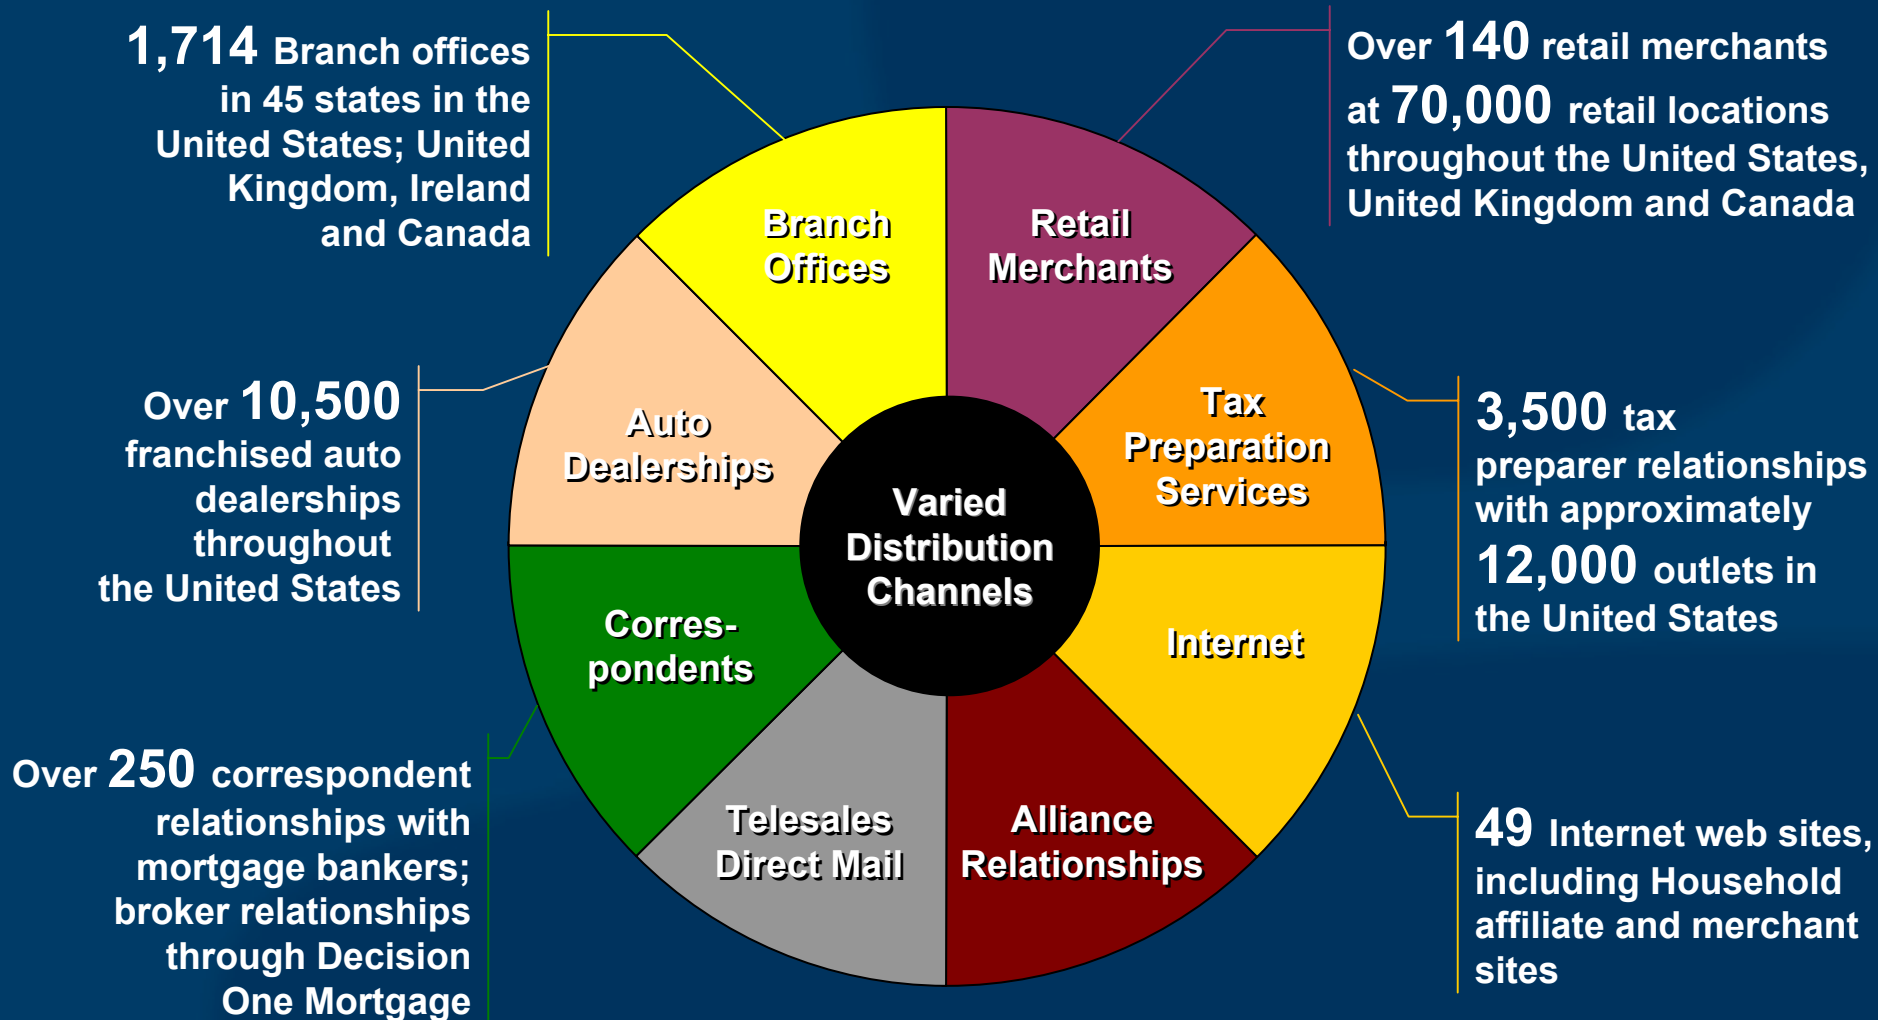 1,714 Branch offices
in 45 states in the
United States; United
Kingdom, Ireland
and Canada
Over 140 retail merchants
at 70,000 retail locations
throughout the United States,
United Kingdom and Canada
Branch
Offices
Retail
Merchants
Over 10,500
franchised auto
dealerships
throughout
the United States
Auto
Dealerships
Tax
Preparation
Services
3,500 tax
preparer relationships
with approximately
12,000 outlets in
the United States
Varied
Distribution
Channels
Corres-
pondents
Internet
Over 250 correspondent
relationships with
mortgage bankers;
broker relationships
through Decision
One Mortgage
Telesales
Direct Mail
Alliance
Relationships
49 Internet web sites,
including Household
affiliate and merchant
sites